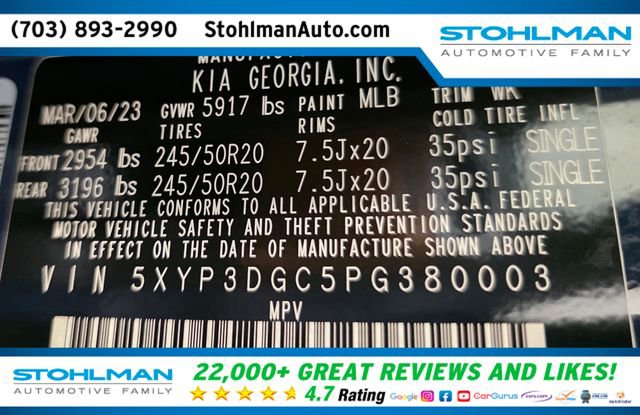 (703) 893-2990 StohlmanAuto.com STOHLMAN
AUTOMOTIVE FAMILY
KIA GEORGIA, INC.
MAR/06/23 GVWR 5917 lbs PAINT MLB TRIM WK
GAWR TIRES RIMS COLD TIRE INFL
FRONT 2954 lbs 245/50R20 7.5Jx20 35psi SINGLE
REAR 3196 lbs 245/50R20 7.5Jx20 35psi SINGLE
THIS VEHICLE CONFORMS TO ALL APPLICABLE U.S.A. FEDERAL
MOTOR VEHICLE SAFETY AND THEFT PREVENTION STANDARDS
IN EFFECT ON THE DATE OF MANUFACTURE SHOWN ABOVE
VIN 5XYP3DGC5PG380003
MPV
STOHLMAN
AUTOMOTIVE FAMILY
22,000+ GREAT REVIEWS AND LIKES!
4.7 Rating Google CarGurus cars.com